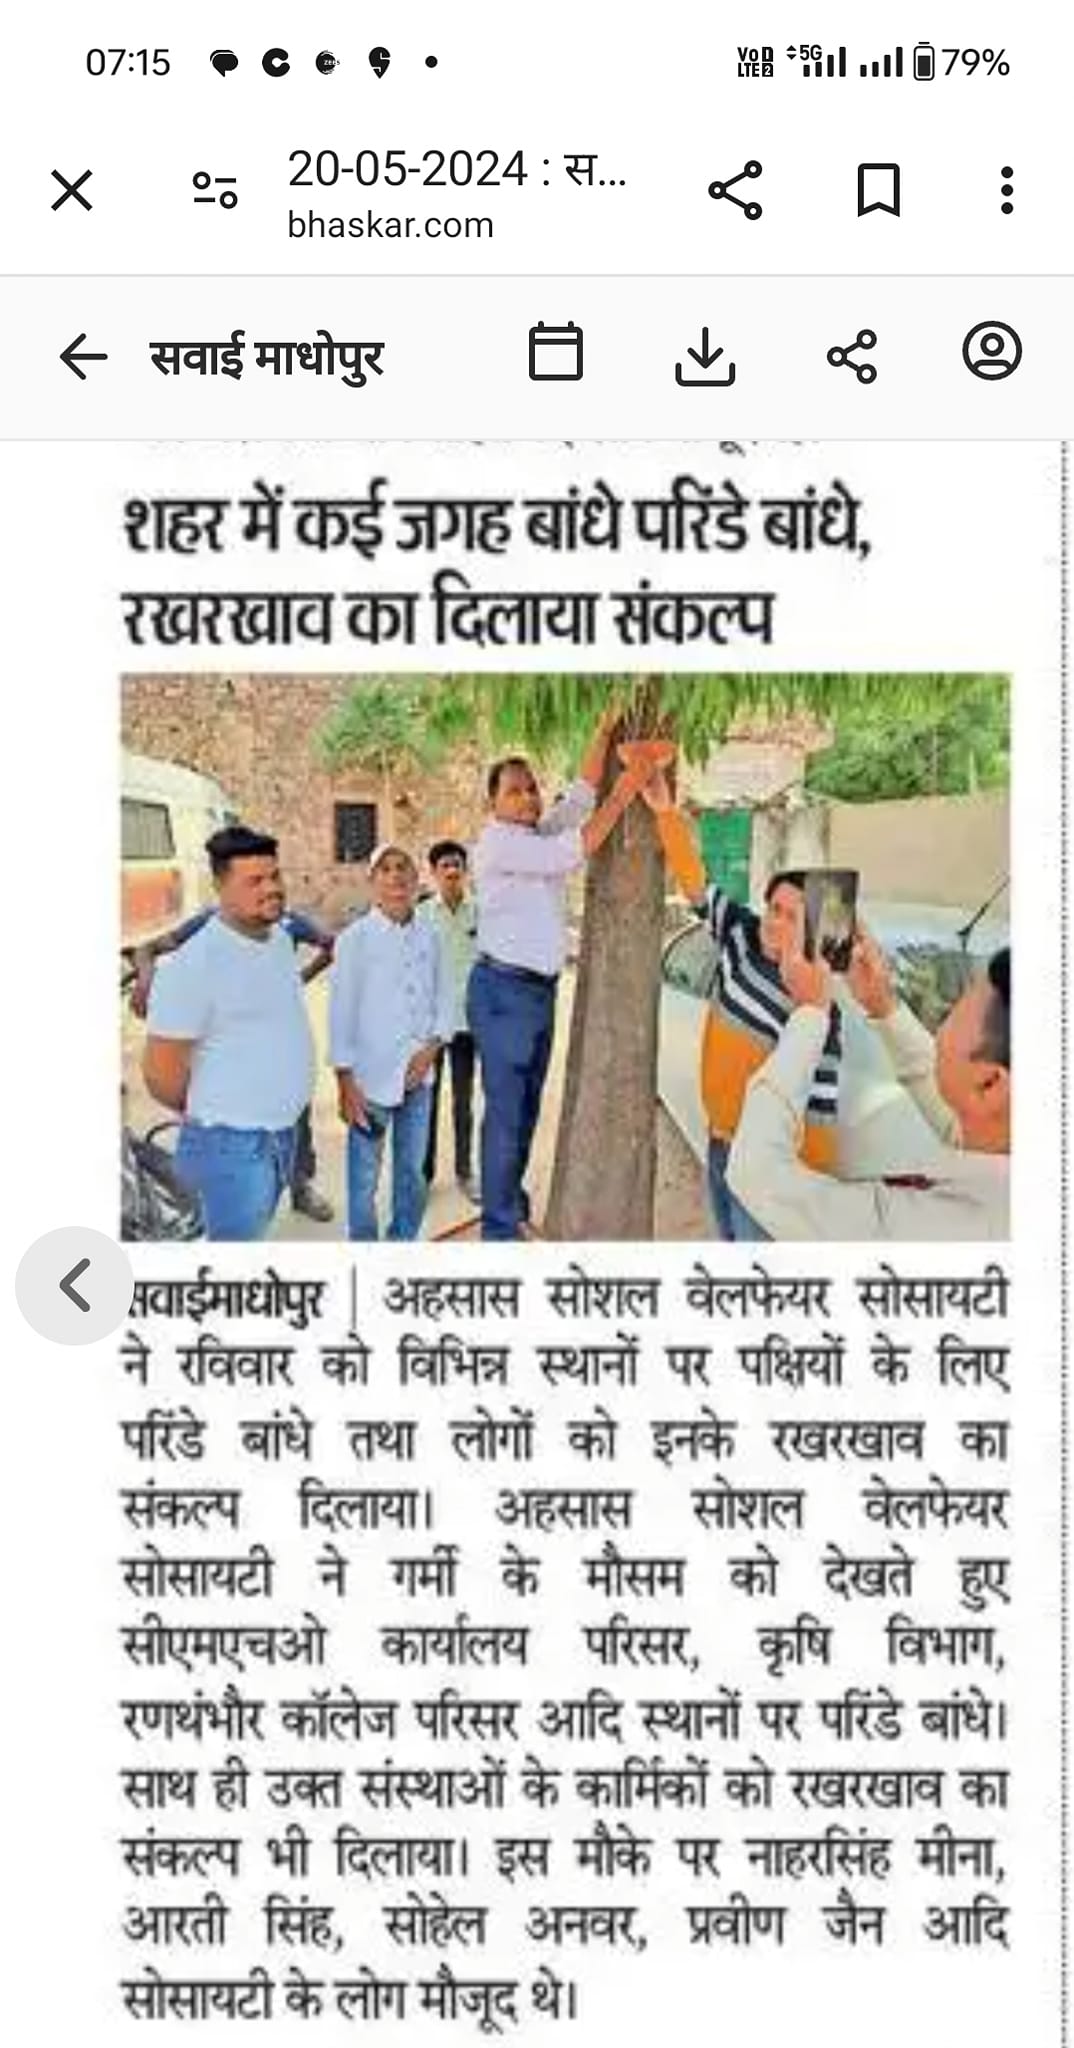 07:15
VoD LTE2 5G 79%
20-05-2024 : स...
bhaskar.com
सवाई माधोपुर
शहर में कई जगह बांधे परिंडे बांधे,
रखरखाव का दिलाया संकल्प
सवाईमाधोपुर | अहसास सोशल वेलफेयर सोसायटी
ने रविवार को विभिन्न स्थानों पर पक्षियों के लिए
परिंडे बांधे तथा लोगों को इनके रखरखाव का
संकल्प दिलाया। अहसास सोशल वेलफेयर
सोसायटी ने गर्मी के मौसम को देखते हुए
सीएमएचओ कार्यालय परिसर, कृषि विभाग,
रणथंभौर कॉलेज परिसर आदि स्थानों पर परिंडे बांधे।
साथ ही उक्त संस्थाओं के कार्मिकों को रखरखाव का
संकल्प भी दिलाया। इस मौके पर नाहरसिंह मीना,
आरती सिंह, सोहेल अनवर, प्रवीण जैन आदि
सोसायटी के लोग मौजूद थे।